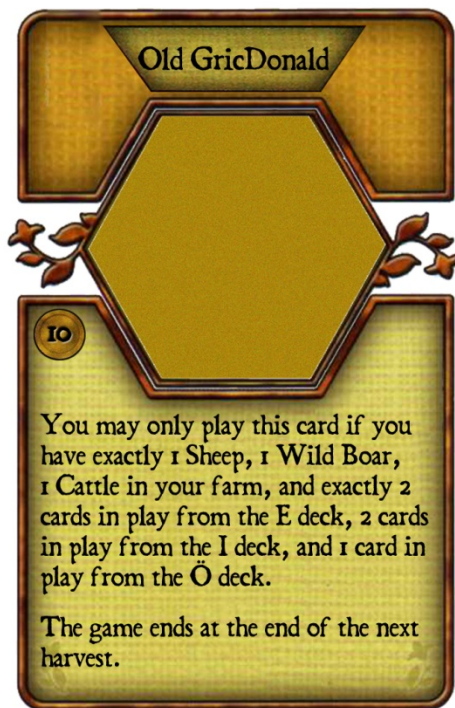 Old GricDonald
10
You may only play this card if you
have exactly 1 Sheep, 1 Wild Boar,
1 Cattle in your farm, and exactly 2
cards in play from the E deck, 2 cards
in play from the I deck, and 1 card in
play from the Ö deck.
The game ends at the end of the next
harvest.